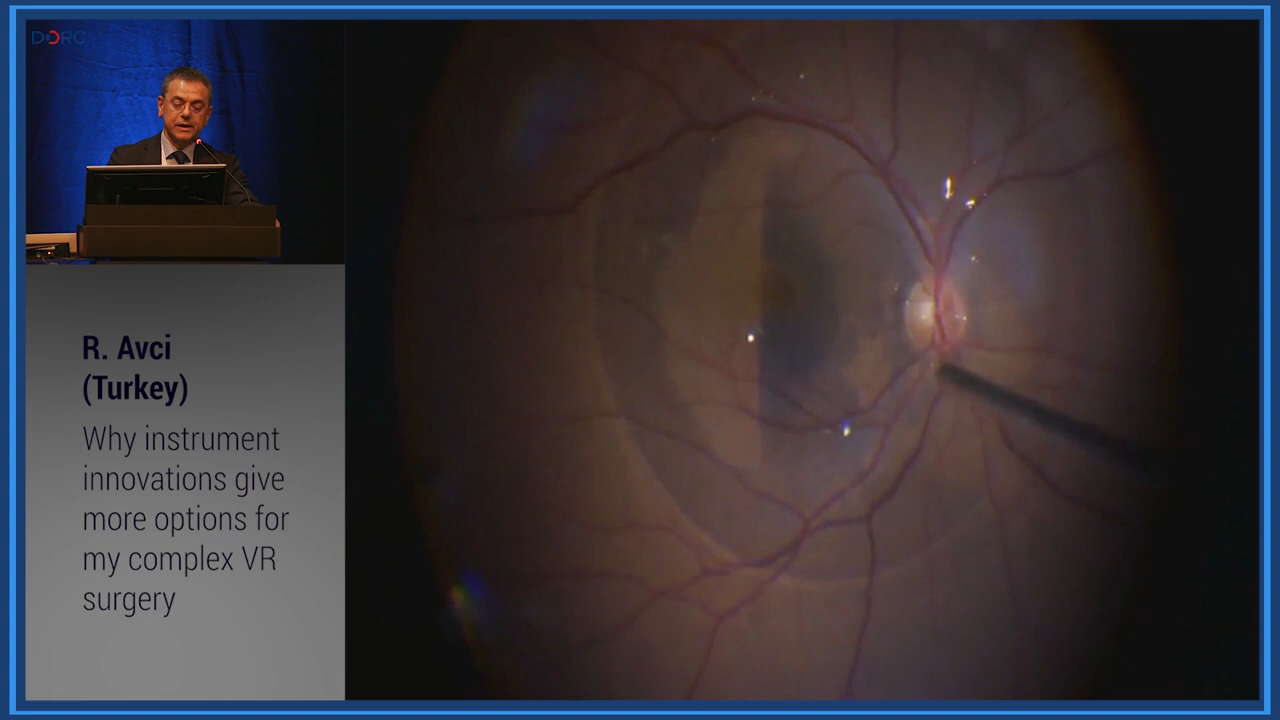 DORC
R. Avci
(Turkey)
Why instrument
innovations give
more options for
my complex VR
surgery